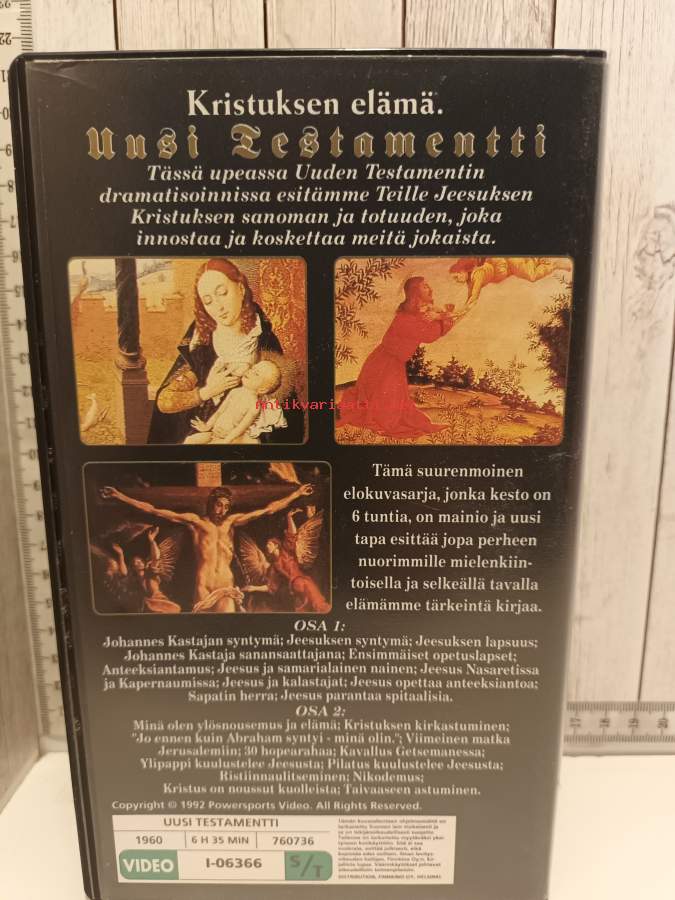 Kristuksen elämä.
Uusi Testamentti
Tässä upeassa Uuden Testamentin
dramatisoinnissa esitämme Teille Jeesuksen
Kristuksen sanoman ja totuuden, joka
innostaa ja koskettaa meitä jokaista.
Tämä suurenmoinen
elokuvasarja, jonka kesto on
6 tuntia, on mainio ja uusi
tapa esittää jopa perheen
nuorimmille mielenkiin-
toisella ja selkeällä tavalla
elämämme tärkeintä kirjaa.
OSA 1:
Johannes Kastajan syntymä; Jeesuksen syntymä; Jeesuksen lapsuus;
Johannes Kastaja sanansaattajana; Ensimmäiset opetuslapset;
Anteeksiantamus; Jeesus ja samarialainen nainen; Jeesus Nasaretissa
ja Kapernaumissa; Jeesus ja kalastajat; Jeesus opettaa anteeksiantoa;
Sapatin herra; Jeesus parantaa spitaalisia.
OSA 2:
Minä olen ylösnousemus ja elämä; Kristuksen kirkastuminen;
"Jo ennen kuin Abraham syntyi - minä olin."; Viimeinen matka
Jerusalemiin; 30 hopearahaa; Kavallus Getsemanessa;
Ylipappi kuulustelee Jeesusta; Pilatus kuulustelee Jeesusta;
Ristiinnaulitseminen; Nikodemus;
Kristus on noussut kuolleista; Taivaaseen astuminen.
Copyright © 1992 Powersports Video. All Rights Reserved.
UUSI TESTAMENTTI
1960 6 H 35 MIN 760736
VIDEO I-06366 S/T
DISTRIBUTION, FINNKINO OY, HELSINKI